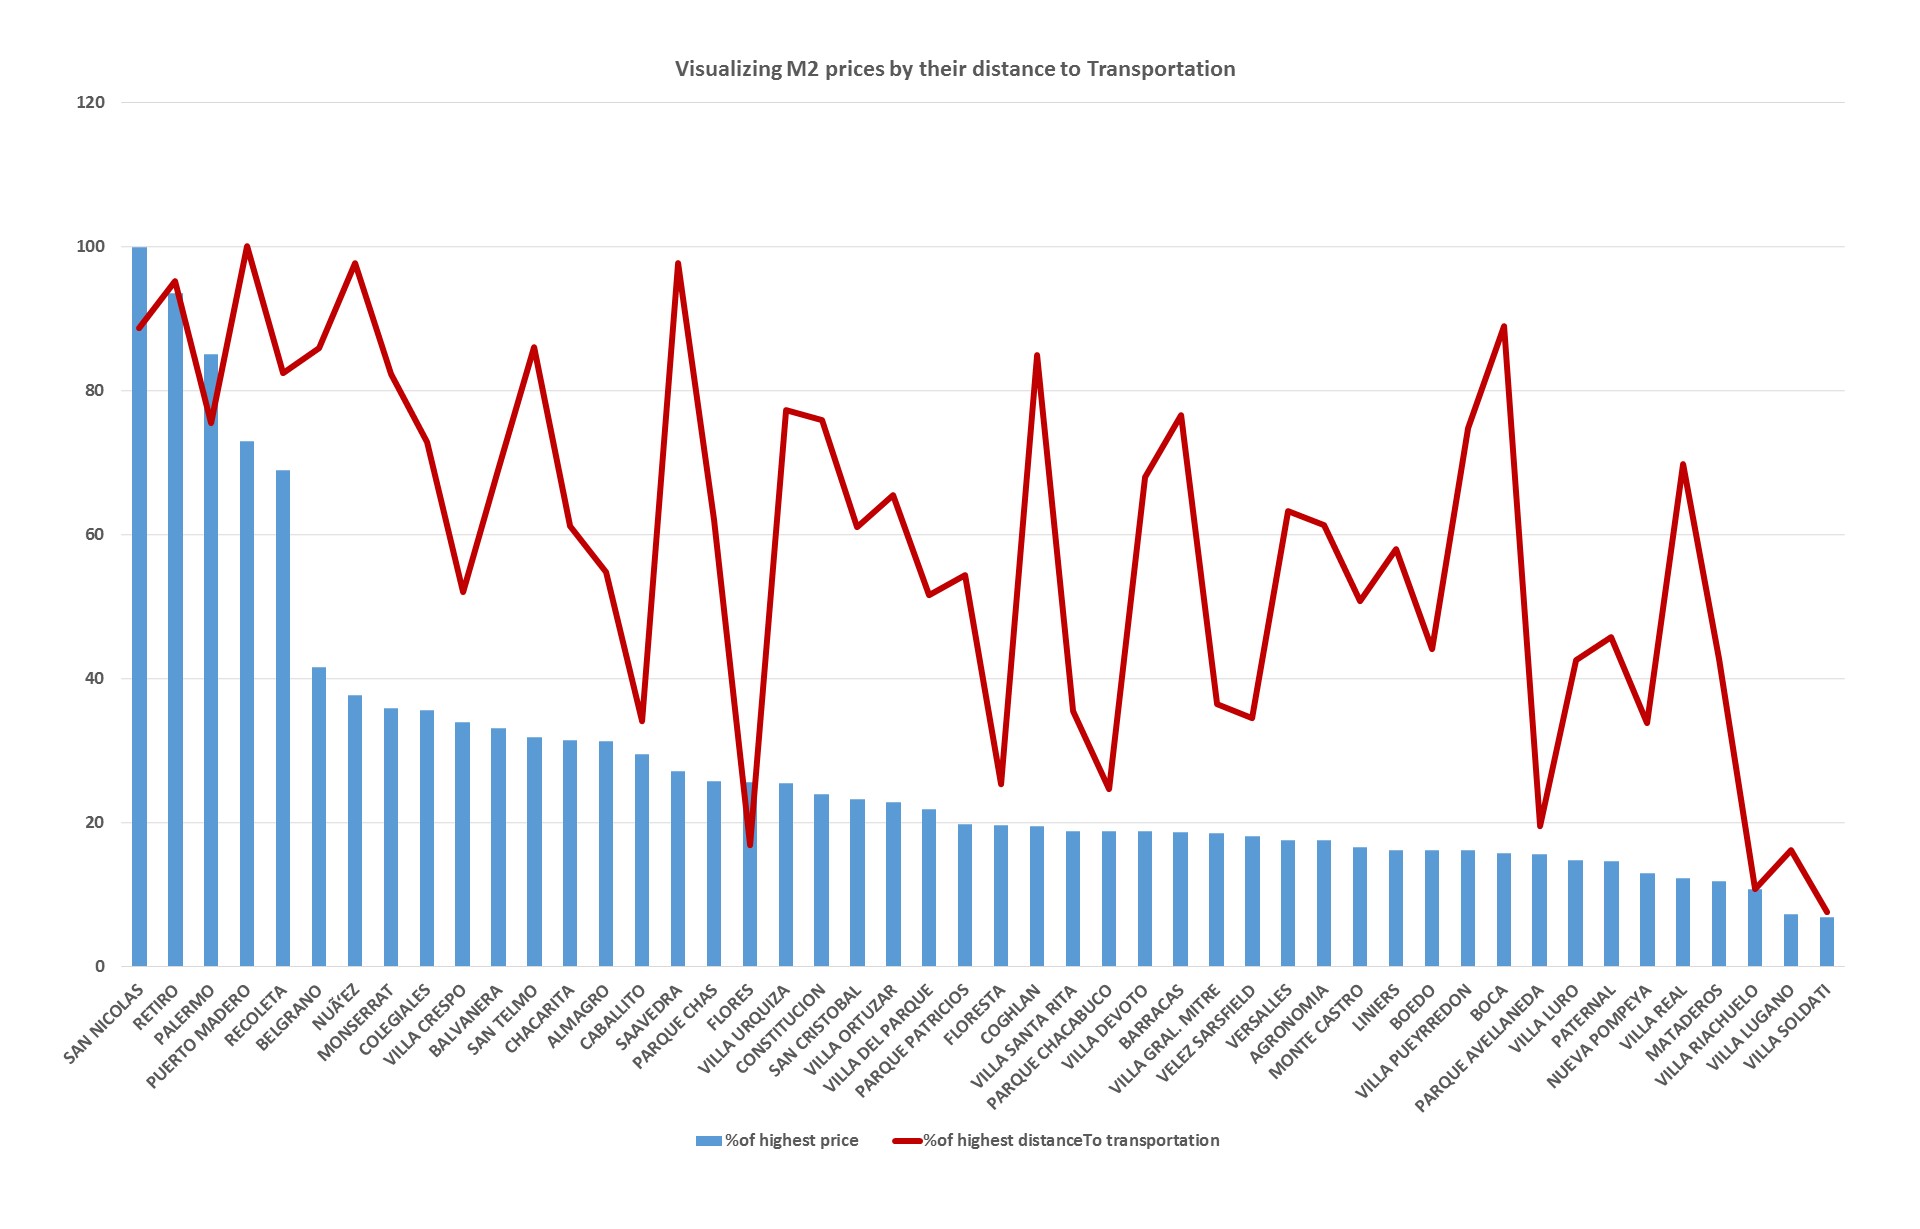 Visualizing M2 prices by their distance to Transportation
120
100
80
60
40
20
0
SAN NICOLAS
RETIRO
PALERMO
PUERTO MADERO
RECOLETA
BELGRANO
NUÃ‘EZ
MONSERRAT
COLEGIALES
VILLA CRESPO
BALVANERA
SAN TELMO
CHACARITA
ALMAGRO
CABALLITO
SAAVEDRA
PARQUE CHAS
FLORES
VILLA URQUIZA
CONSTITUCION
SAN CRISTOBAL
VILLA ORTUZAR
VILLA DEL PARQUE
PARQUE PATRICIOS
FLORESTA
COGHLAN
VILLA SANTA RITA
PARQUE CHACABUCO
VILLA DEVOTO
BARRACAS
VILLA GRAL. MITRE
VELEZ SARSFIELD
VERSALLES
AGRONOMIA
MONTE CASTRO
LINIERS
BOEDO
VILLA PUEYRREDON
BOCA
PARQUE AVELLANEDA
VILLA LURO
PATERNAL
NUEVA POMPEYA
VILLA REAL
MATADEROS
VILLA RIACHUELO
VILLA LUGANO
VILLA SOLDATI
%of highest price
%of highest distanceTo transportation